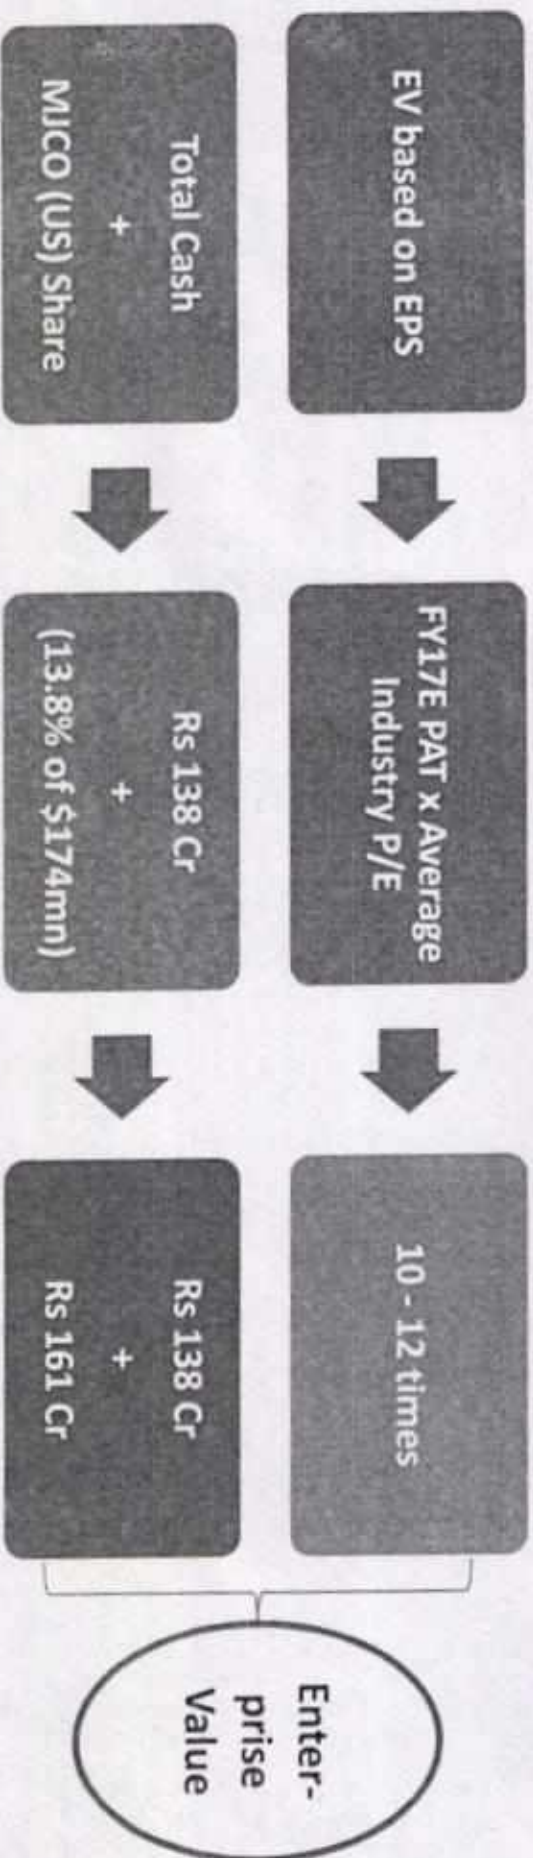 EV based on EPS
FY17E PAT x Average
Industry P/E
10 - 12 times
Total Cash
+
MJCO (US) Share
Rs 138 Cr
+
(13.8% of $174mn)
Rs 138 Cr
+
Rs 161 Cr
Enter-
prise
Value